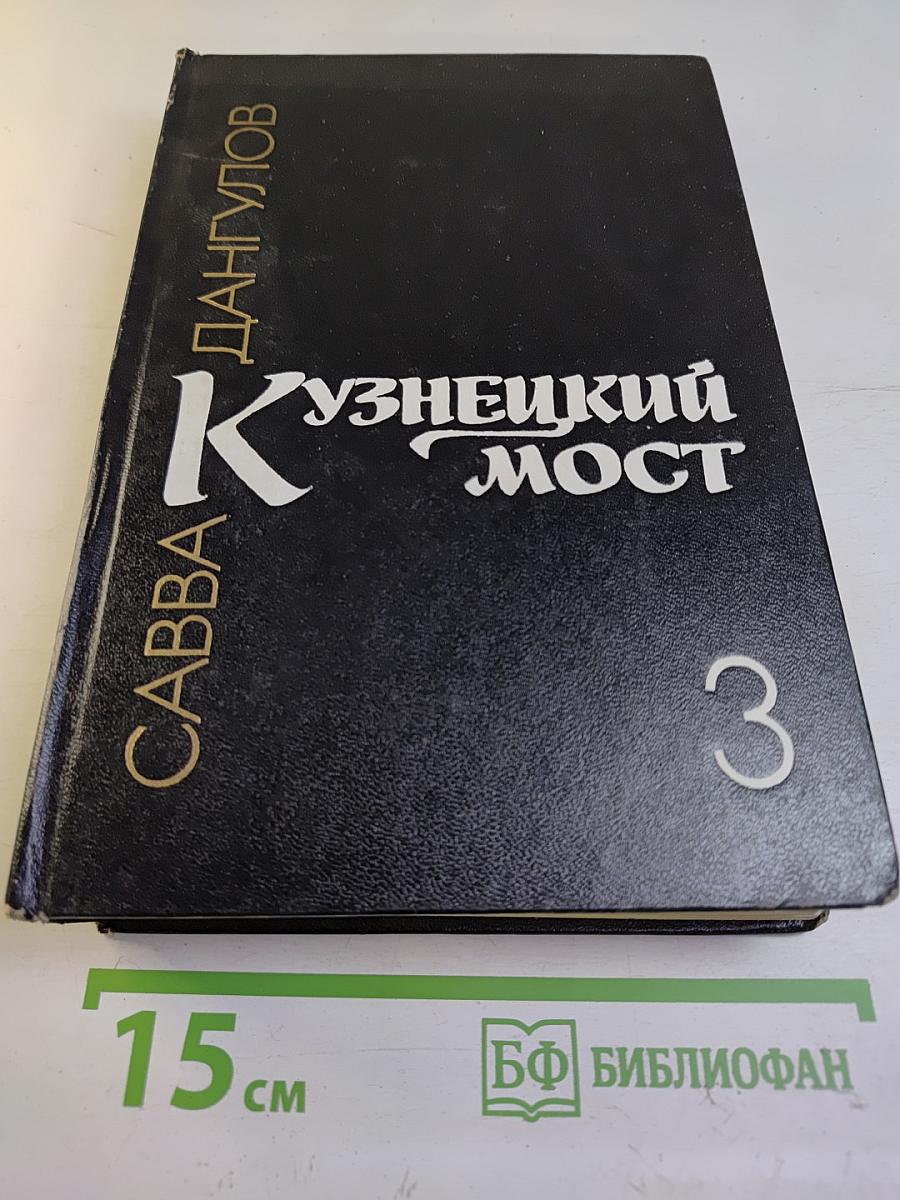 САВВА ДАНГУЛОВ
КУЗНЕЦКИЙ
МОСТ
3
15 см
БФ БИБЛИОФАН